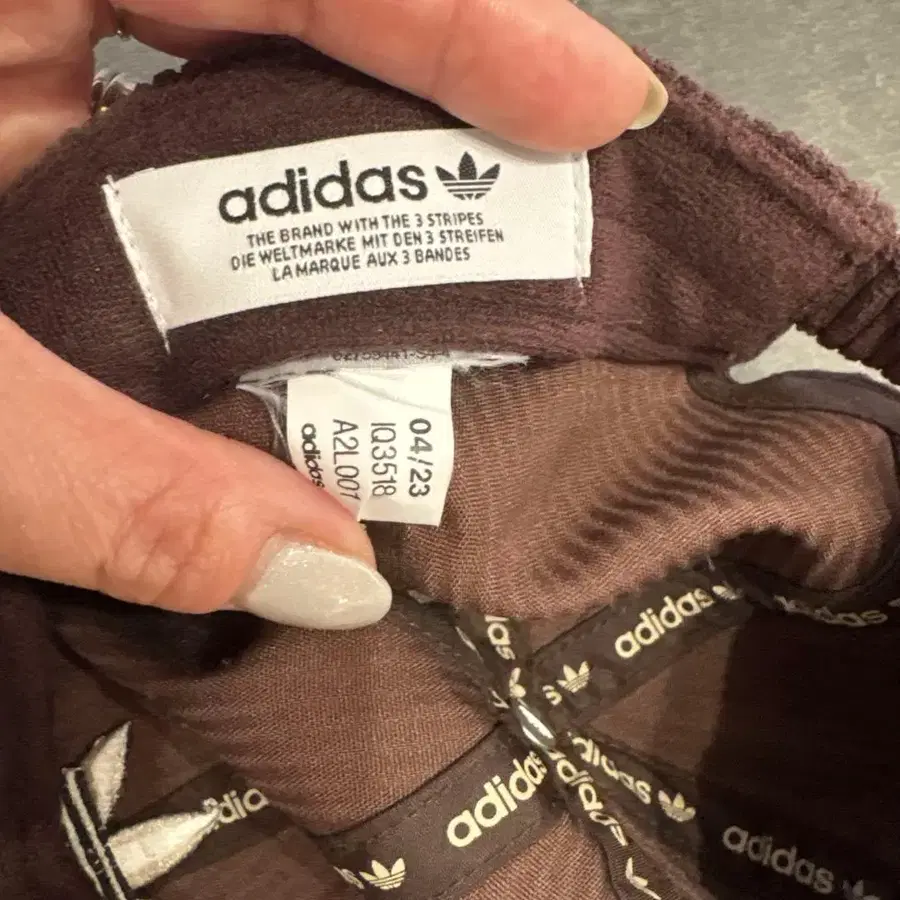 adidas
THE BRAND WITH THE 3 STRIPES
DIE WELTMARKE MIT DEN 3 STREIFEN
LA MARQUE AUX 3 BANDES
04/23
IQ3518
A2L001
adidas
adidas
adidas
adidas
adidas
adidas